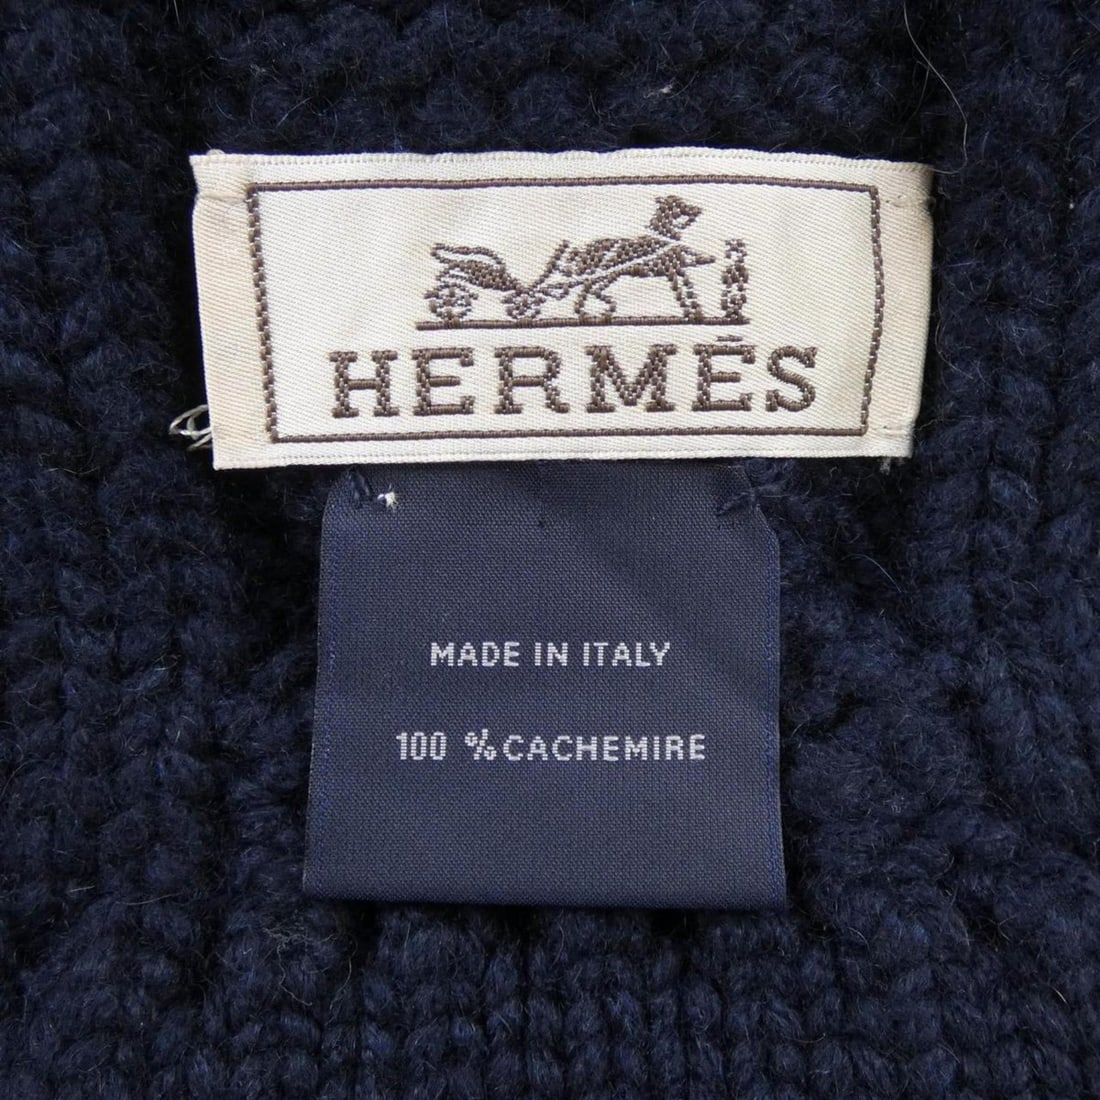 HERMÈS
MADE IN ITALY
100 % CACHEMIRE